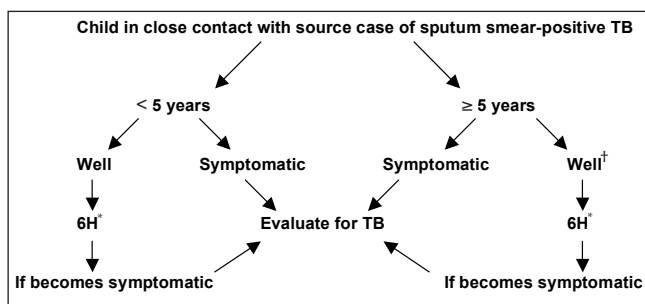 Child in close contact with source case of sputum smear-positive TB
< 5 years ≥ 5 years
Well Symptomatic Symptomatic Well†
6H* Evaluate for TB 6H*
If becomes symptomatic If becomes symptomatic